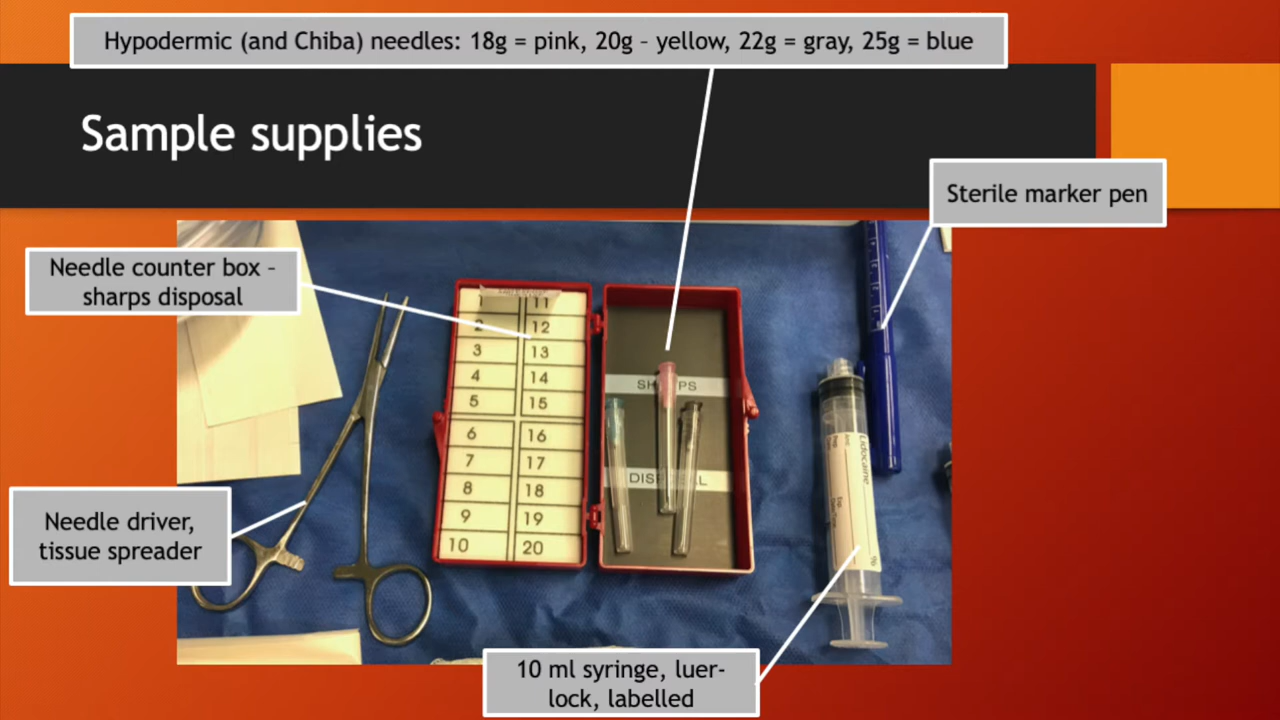 Hypodermic (and Chiba) needles: 18g = pink, 20g – yellow, 22g = gray, 25g = blue
Sample supplies
Sterile marker pen
Needle counter box –
sharps disposal
1 11
2 12
3 13
4 14
5 15
6 16
7 17
8 18
9 19
10 20
SHARPS
DISPOSAL
Lidocaine
Needle driver,
tissue spreader
10 ml syringe, luer-
lock, labelled